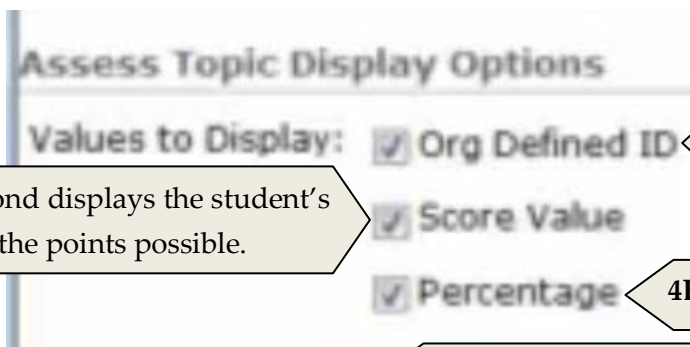 Assess Topic Display Options
Values to Display: Org Defined ID
ond displays the student's
the points possible.
Score Value
Percentage